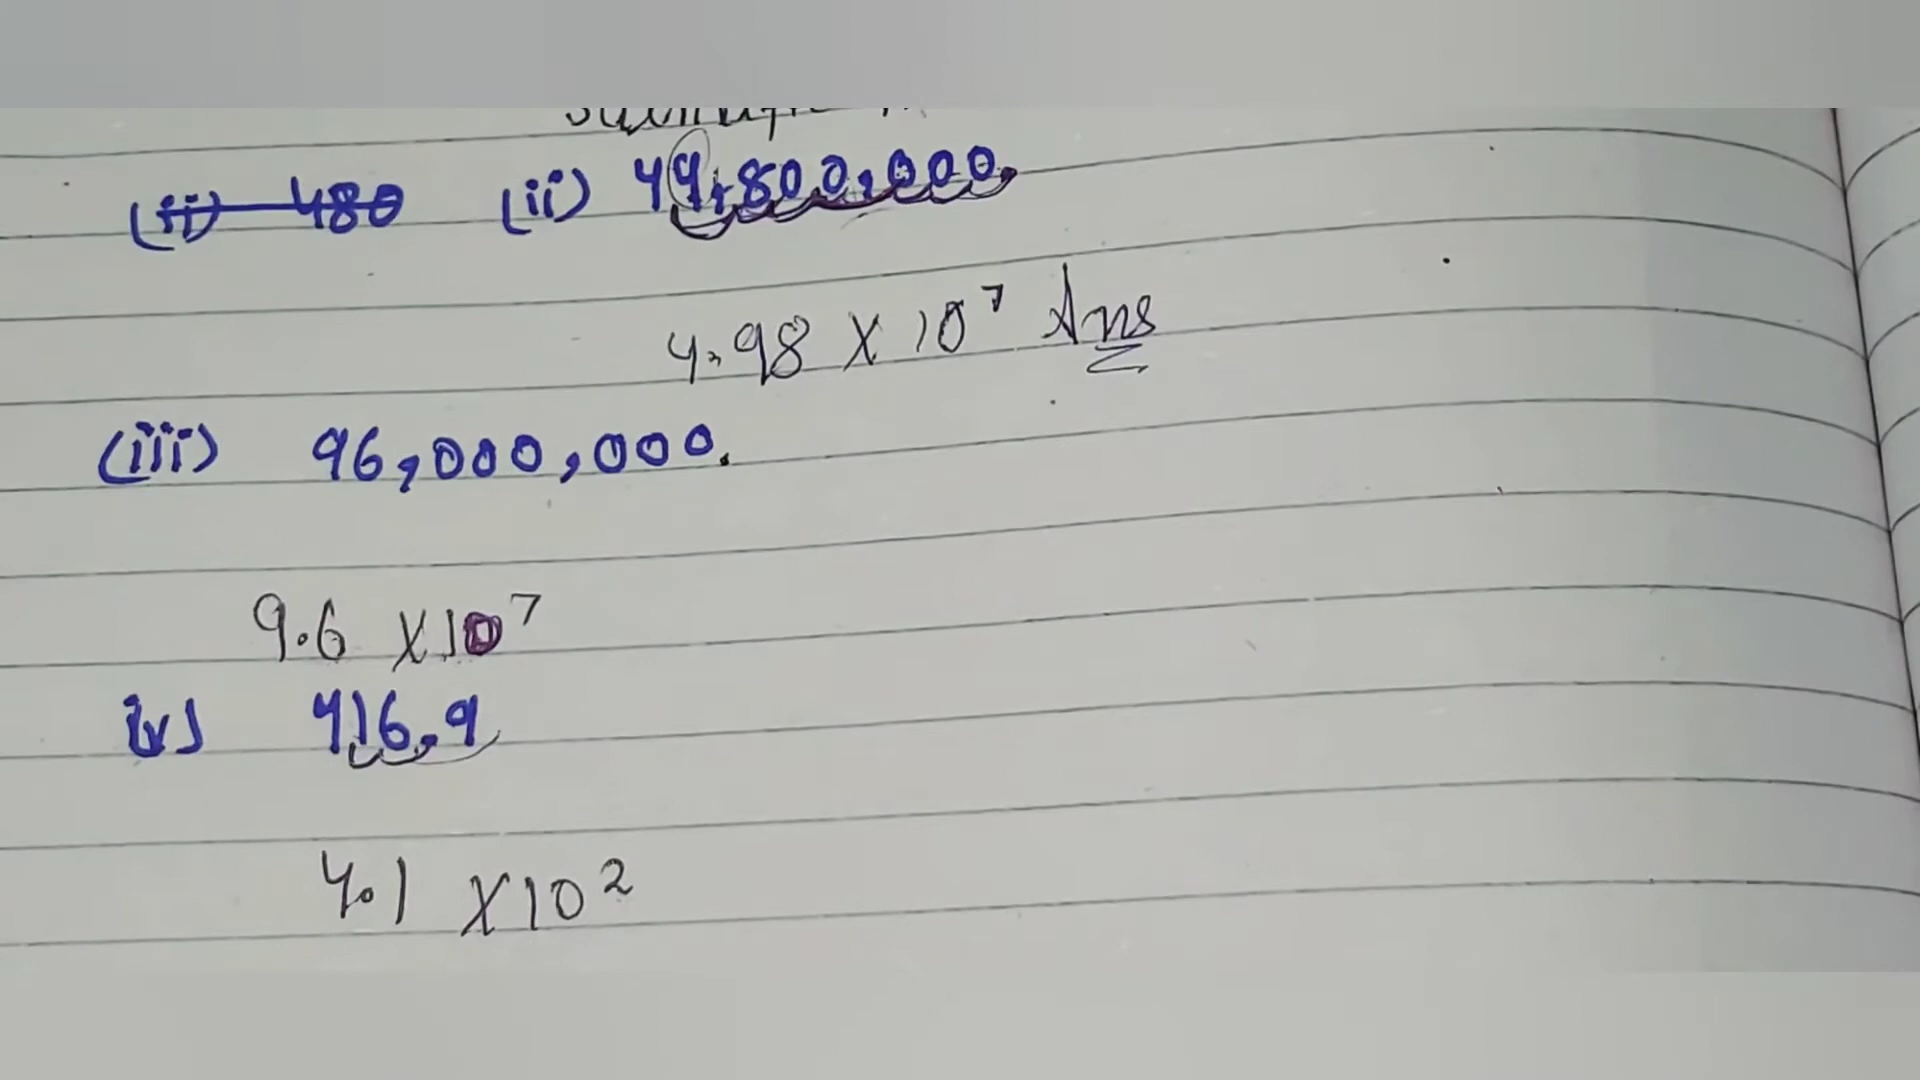 (ii) 480 (ii) 49,800,000.
4.98 X 10⁷ Ans
(iii) 96,000,000.
9.6 X10⁷
iv) 416.9
4.1 X10²